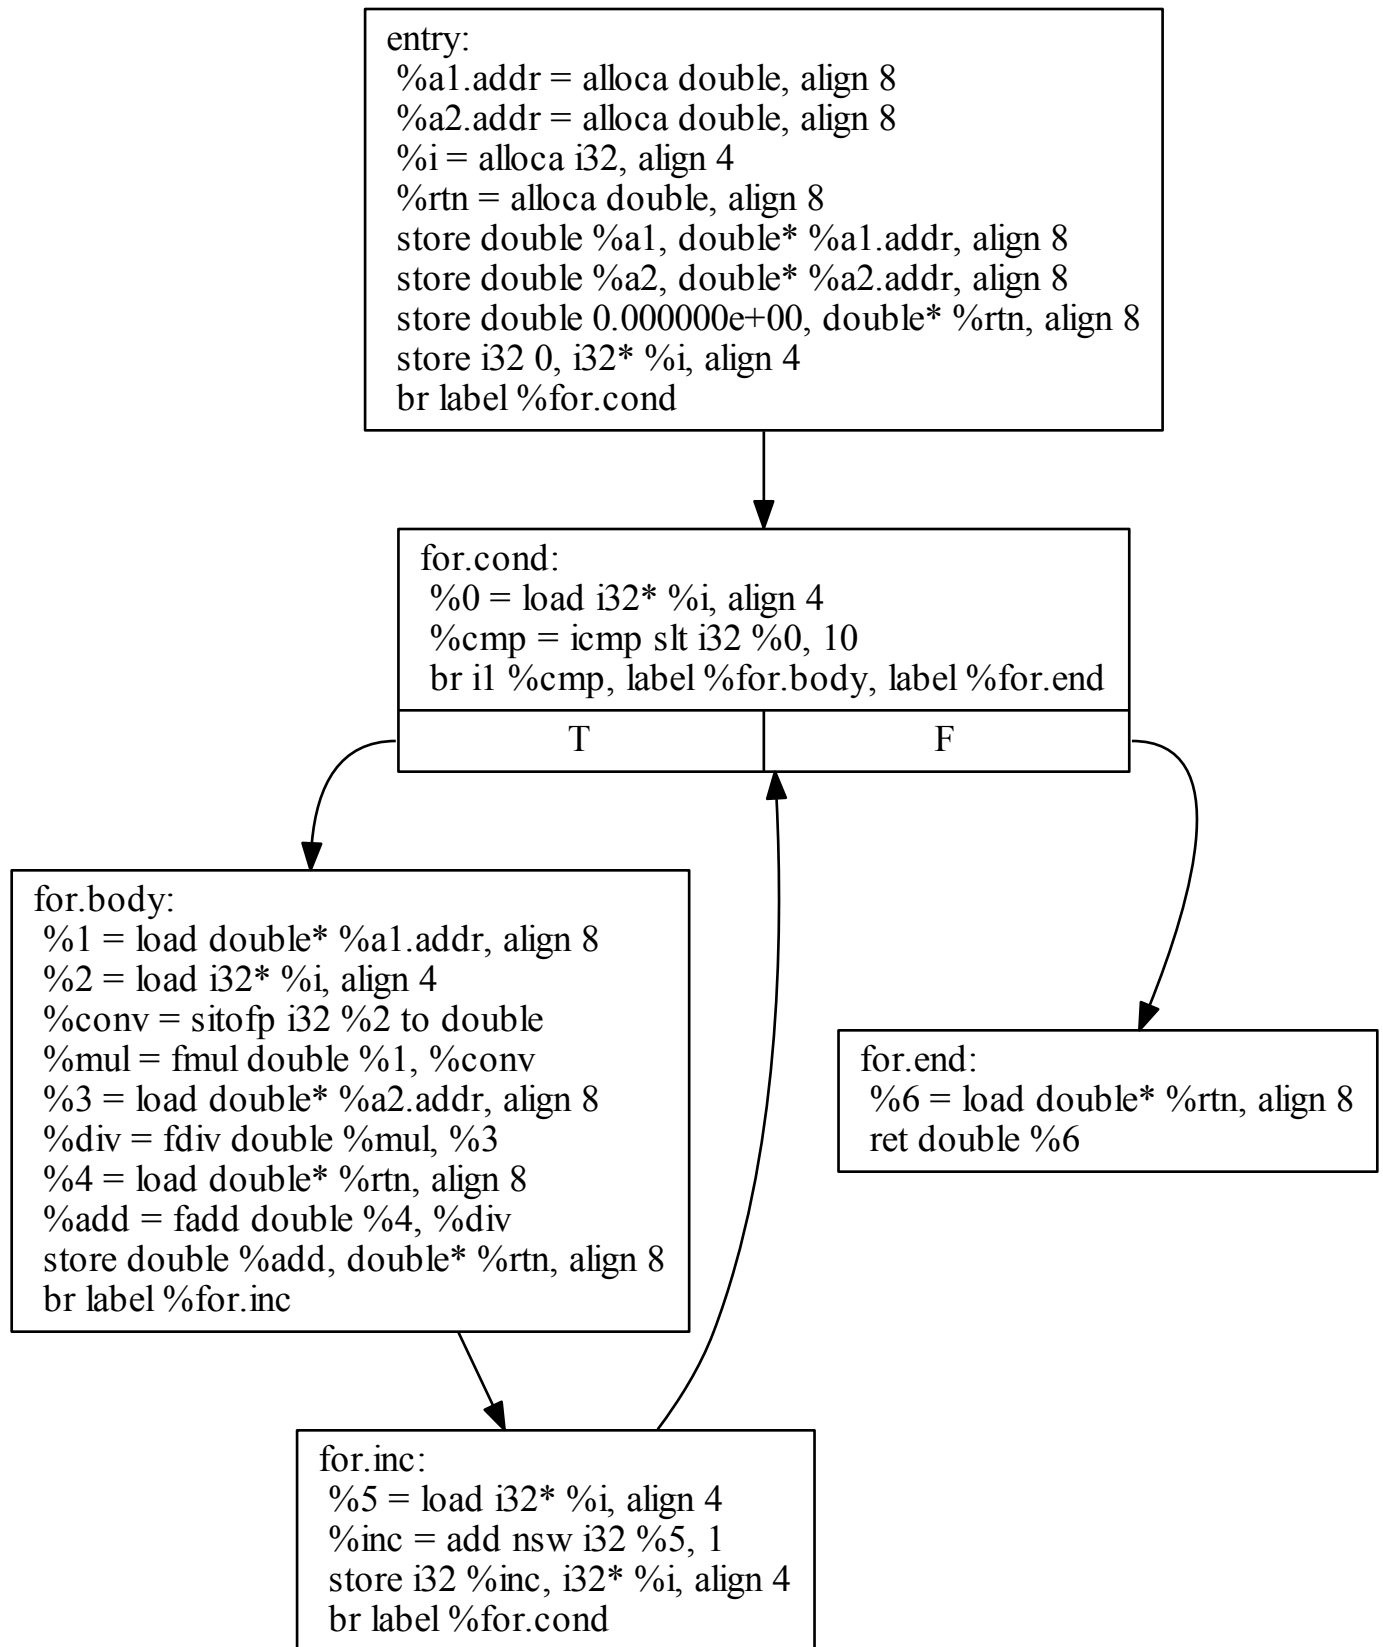 entry:
%a1.addr = alloca double, align 8
%a2.addr = alloca double, align 8
%i = alloca i32, align 4
%rtn = alloca double, align 8
store double %a1, double* %a1.addr, align 8
store double %a2, double* %a2.addr, align 8
store double 0.000000e+00, double* %rtn, align 8
store i32 0, i32* %i, align 4
br label %for.cond
for.cond:
%0 = load i32* %i, align 4
%cmp = icmp slt i32 %0, 10
br i1 %cmp, label %for.body, label %for.end
T F
for.body:
%1 = load double* %a1.addr, align 8
%2 = load i32* %i, align 4
%conv = sitofp i32 %2 to double
%mul = fmul double %1, %conv
%3 = load double* %a2.addr, align 8
%div = fdiv double %mul, %3
%4 = load double* %rtn, align 8
%add = fadd double %4, %div
store double %add, double* %rtn, align 8
br label %for.inc
for.end:
%6 = load double* %rtn, align 8
ret double %6
for.inc:
%5 = load i32* %i, align 4
%inc = add nsw i32 %5, 1
store i32 %inc, i32* %i, align 4
br label %for.cond